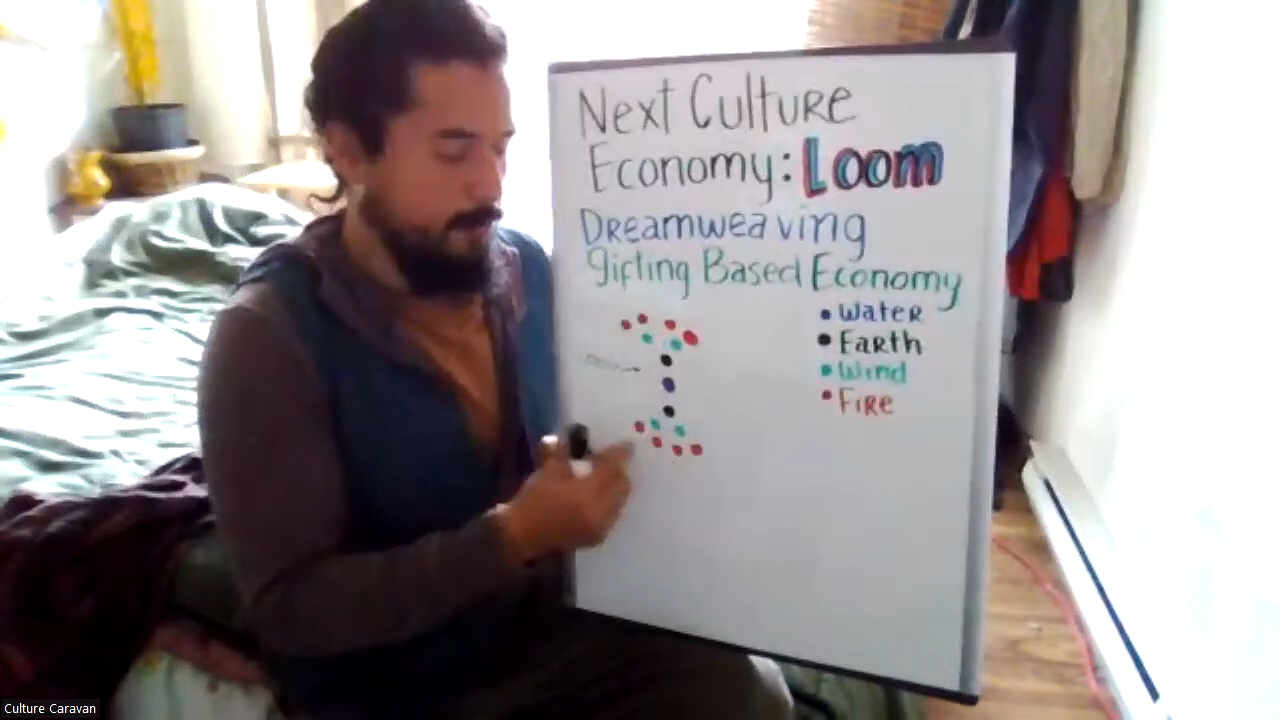 Next Culture
Economy: Loom
Dreamweaving
gifting Based Economy
• Water
• Earth
• Wind
• Fire
Culture Caravan